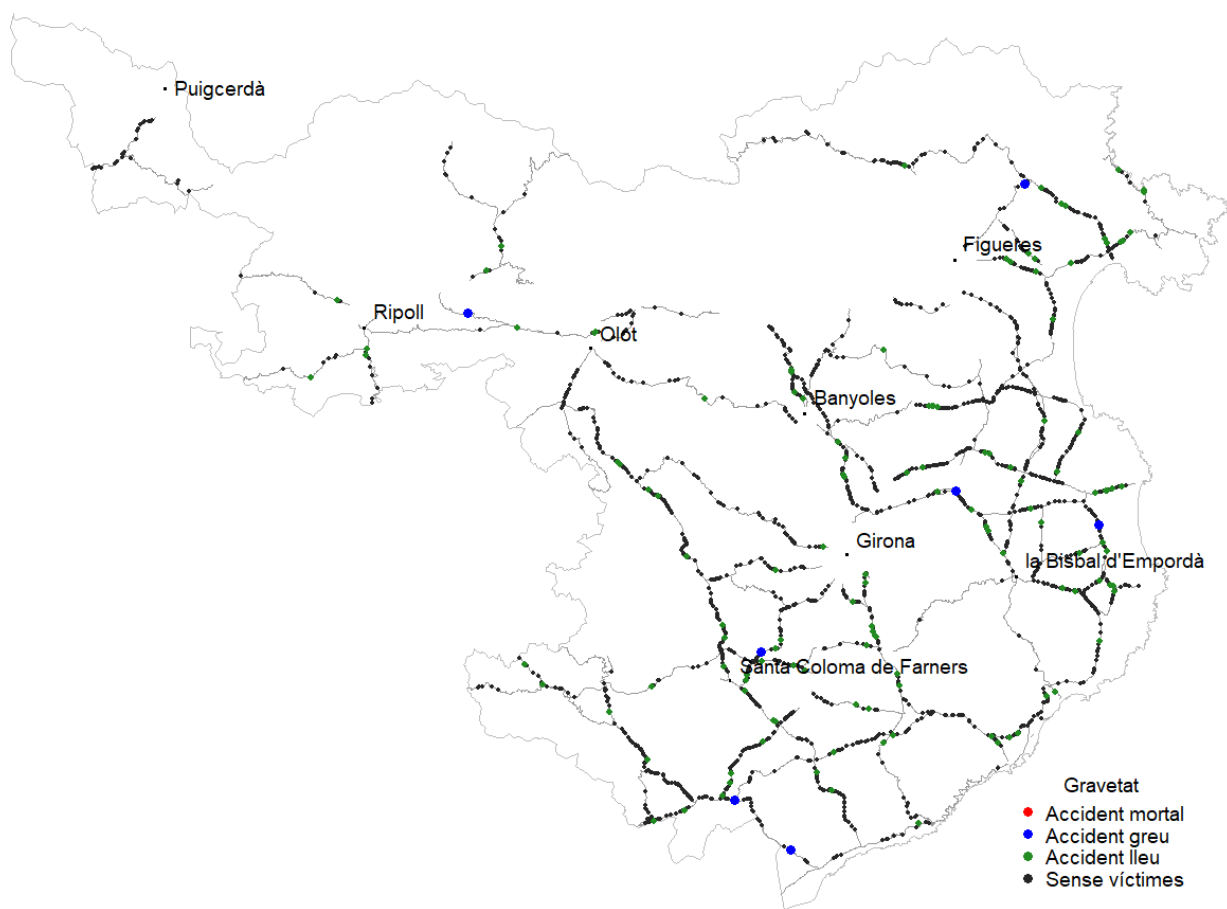 Puigcerdà
Figueres
Ripoll
Olot
Banyoles
Girona
la Bisbal d'Empordà
Santa Coloma de Farners
Gravetat
Accident mortal
Accident greu
Accident lleu
Sense víctimes